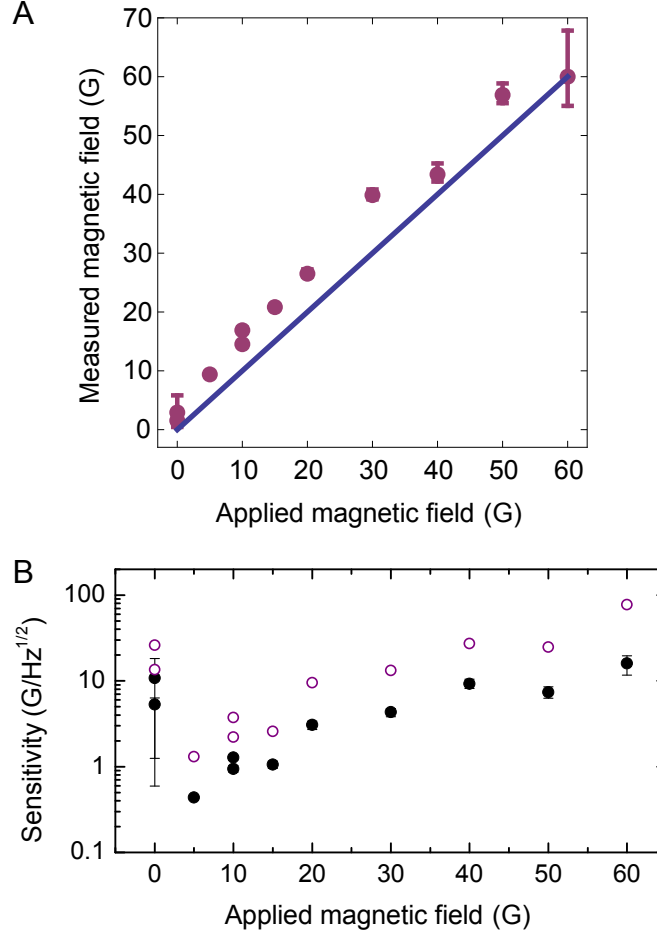 A
Measured magnetic field (G)
70
60
50
40
30
20
10
0
0 10 20 30 40 50 60
Applied magnetic field (G)
B
Sensitivity (G/Hz^{1/2})
100
10
1
0.1
0 10 20 30 40 50 60
Applied magnetic field (G)